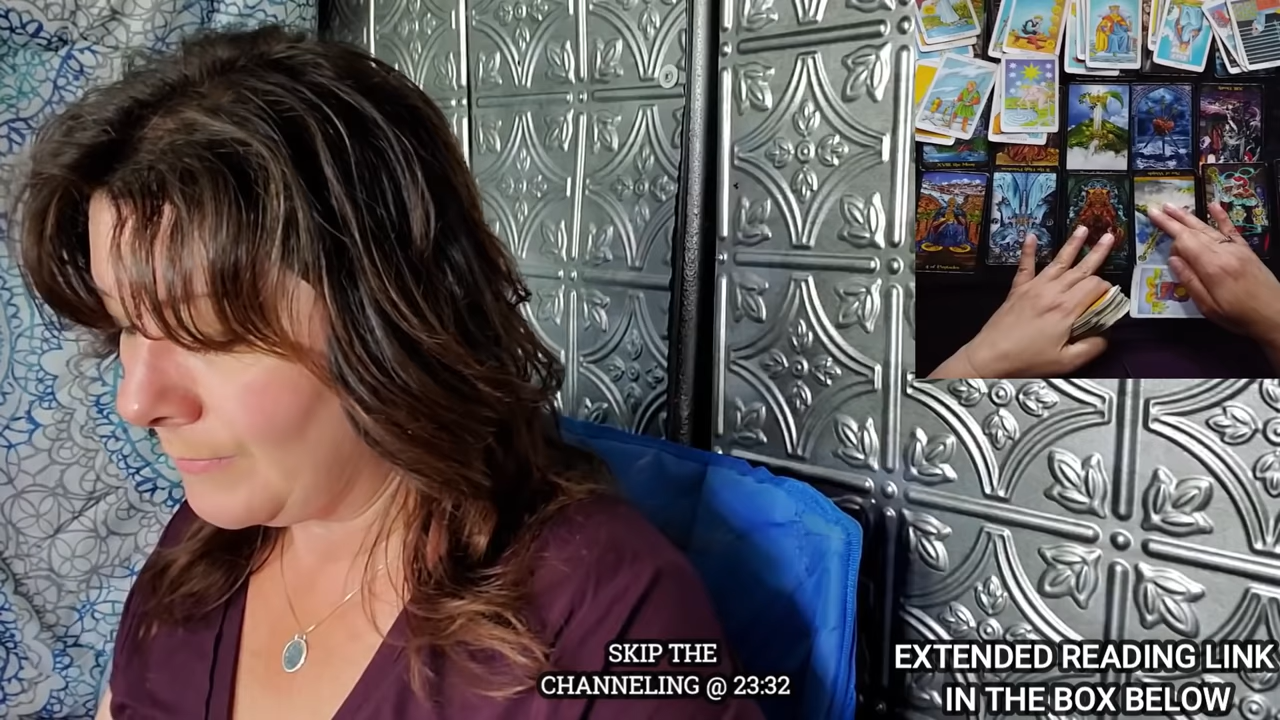 SKIP THE
CHANNELING @ 23:32
EXTENDED READING LINK
IN THE BOX BELOW